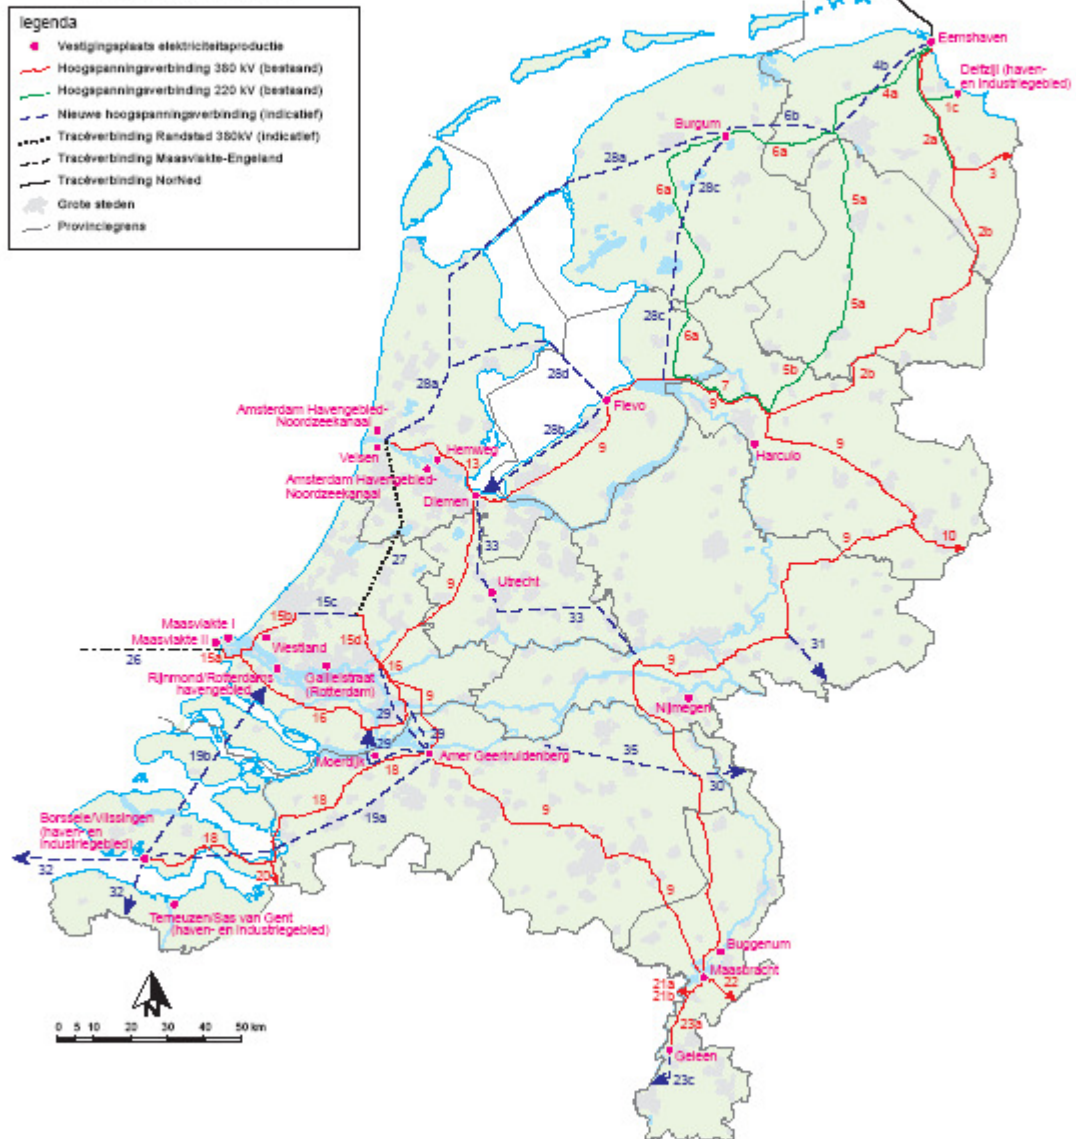 legenda
Vestigingsplaats elektriciteitsproductie
Hoogspanningsverbinding 380 kV (bestaand)
Hoogspanningsverbinding 220 kV (bestaand)
Nieuwe hoogspanningsverbinding (indicatief)
Tracéverbinding Randstad 380kV (indicatief)
Tracéverbinding Maasvlakte-Engeland
Tracéverbinding NorNed
Grote steden
Provinciegrens
Eemshaven
4b
Delfzijl (haven-
en industriegebied)
4a
1c
6b
Burgum
2a
6a
28a
3
6a
28c
5a
2b
5a
28c
6a
28d
5b
2b
7
9
28a
Flevo
Amsterdam Havengebied-
Noordzeekanaal
28b
Velsen
Hemweg
13
9
9
Harculo
Amsterdam Havengebied-
Noordzeekanaal
Diemen
9
10
33
27
9
Utrecht
15c
33
15b
Maasvlakte I
Maasvlakte II
Westland
15d
31
26
15a
16
9
Rijnmond/Rotterdams
havengebied
Galileistraat
(Rotterdam)
9
Nijmegen
29
16
29
35
19b
29
Amer Geertruidenberg
Moerdijk
18
30
18
9
19a
Borssele/Vlissingen
(haven- en
industriegebied)
18
32
20
32
9
Terneuzen/Sas van Gent
(haven- en industriegebied)
Buggenum
Maasbracht
21a
22
21b
N
23a
0 5 10 20 30 40 50 km
Geleen
23c